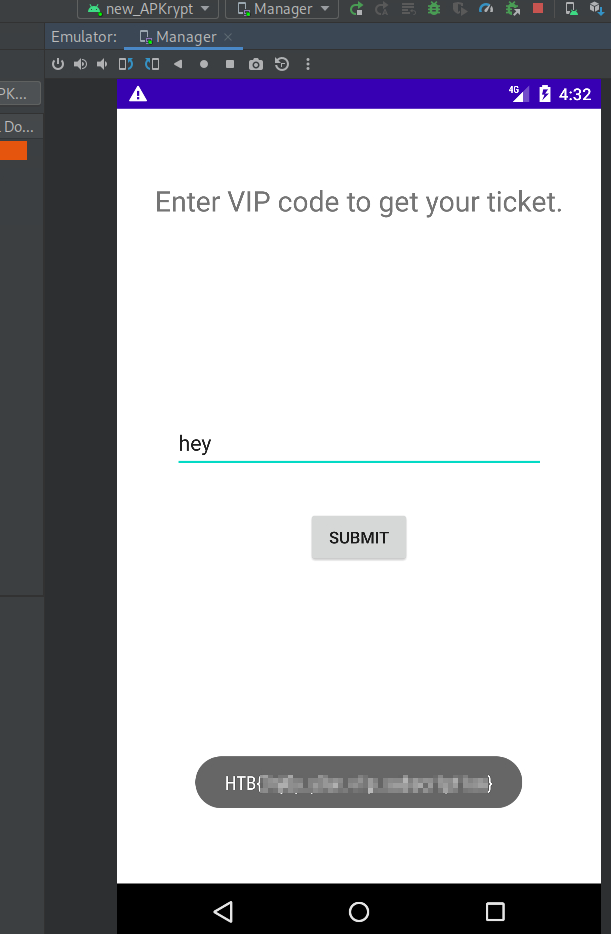 new_APKrypt Manager
Emulator: Manager
PK...
Do...
4G 4:32
Enter VIP code to get your ticket.
hey
SUBMIT
HTB{ }